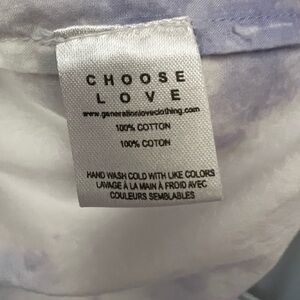 CHOOSE
LOVE
www.generationloveclothing.com
100% COTTON
100% COTON
HAND WASH COLD WITH LIKE COLORS
LAVAGE À LA MAIN À FROID AVEC
COULEURS SEMBLABLES